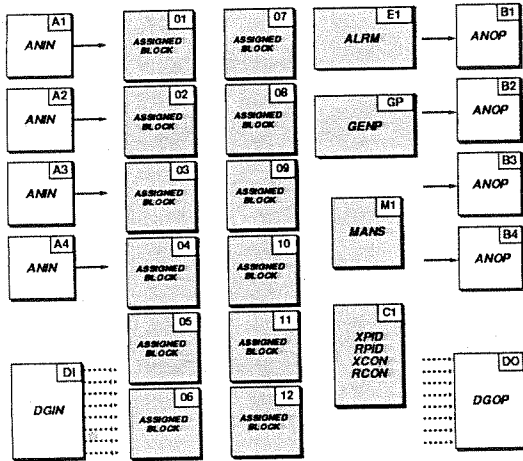 A1
ANIN
01
ASSIGNED
BLOCK
07
ASSIGNED
BLOCK
E1
ALRM
B1
ANOP
A2
ANIN
02
ASSIGNED
BLOCK
08
ASSIGNED
BLOCK
GP
GENP
B2
ANOP
A3
ANIN
03
ASSIGNED
BLOCK
09
ASSIGNED
BLOCK
M1
MANS
B3
ANOP
A4
ANIN
04
ASSIGNED
BLOCK
10
ASSIGNED
BLOCK
B4
ANOP
05
ASSIGNED
BLOCK
11
ASSIGNED
BLOCK
C1
XPID
RPID
XCON
RCON
DI
DGIN
06
ASSIGNED
BLOCK
12
ASSIGNED
BLOCK
DO
DGOP